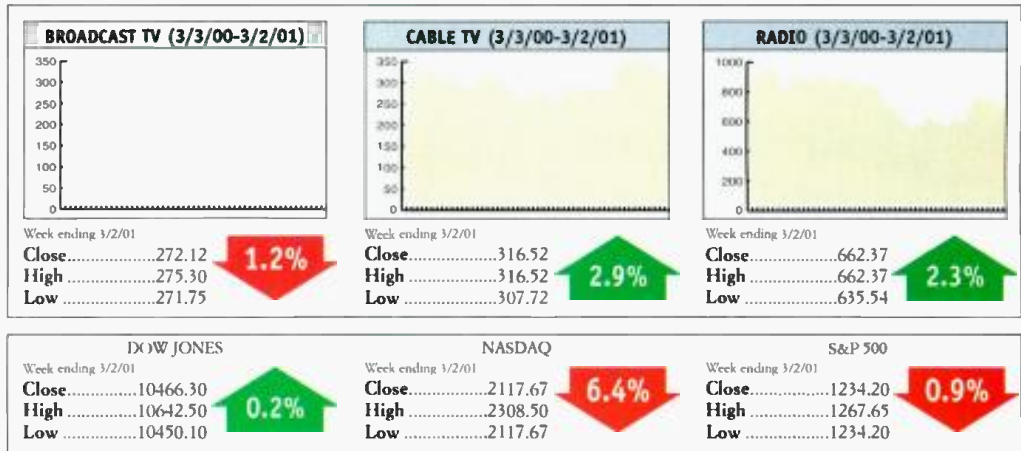 BROADCAST TV (3/3/00-3/2/01)
350
300
250
200
150
100
50
0
Week ending 3/2/01
Close...............272.12
High ................275.30
Low .................271.75
1.2%
CABLE TV (3/3/00-3/2/01)
350
300
250
200
150
100
50
0
Week ending 3/2/01
Close...............316.52
High ................316.52
Low .................307.72
2.9%
RADIO (3/3/00-3/2/01)
1000
800
600
400
200
0
Week ending 3/2/01
Close...............662.37
High ................662.37
Low .................635.54
2.3%
DOW JONES
Week ending 3/2/01
Close............10466.30
High .............10642.50
Low ..............10450.10
0.2%
NASDAQ
Week ending 3/2/01
Close...............2117.67
High ................2308.50
Low .................2117.67
6.4%
S&P 500
Week ending 3/2/01
Close...............1234.20
High ................1267.65
Low .................1234.20
0.9%